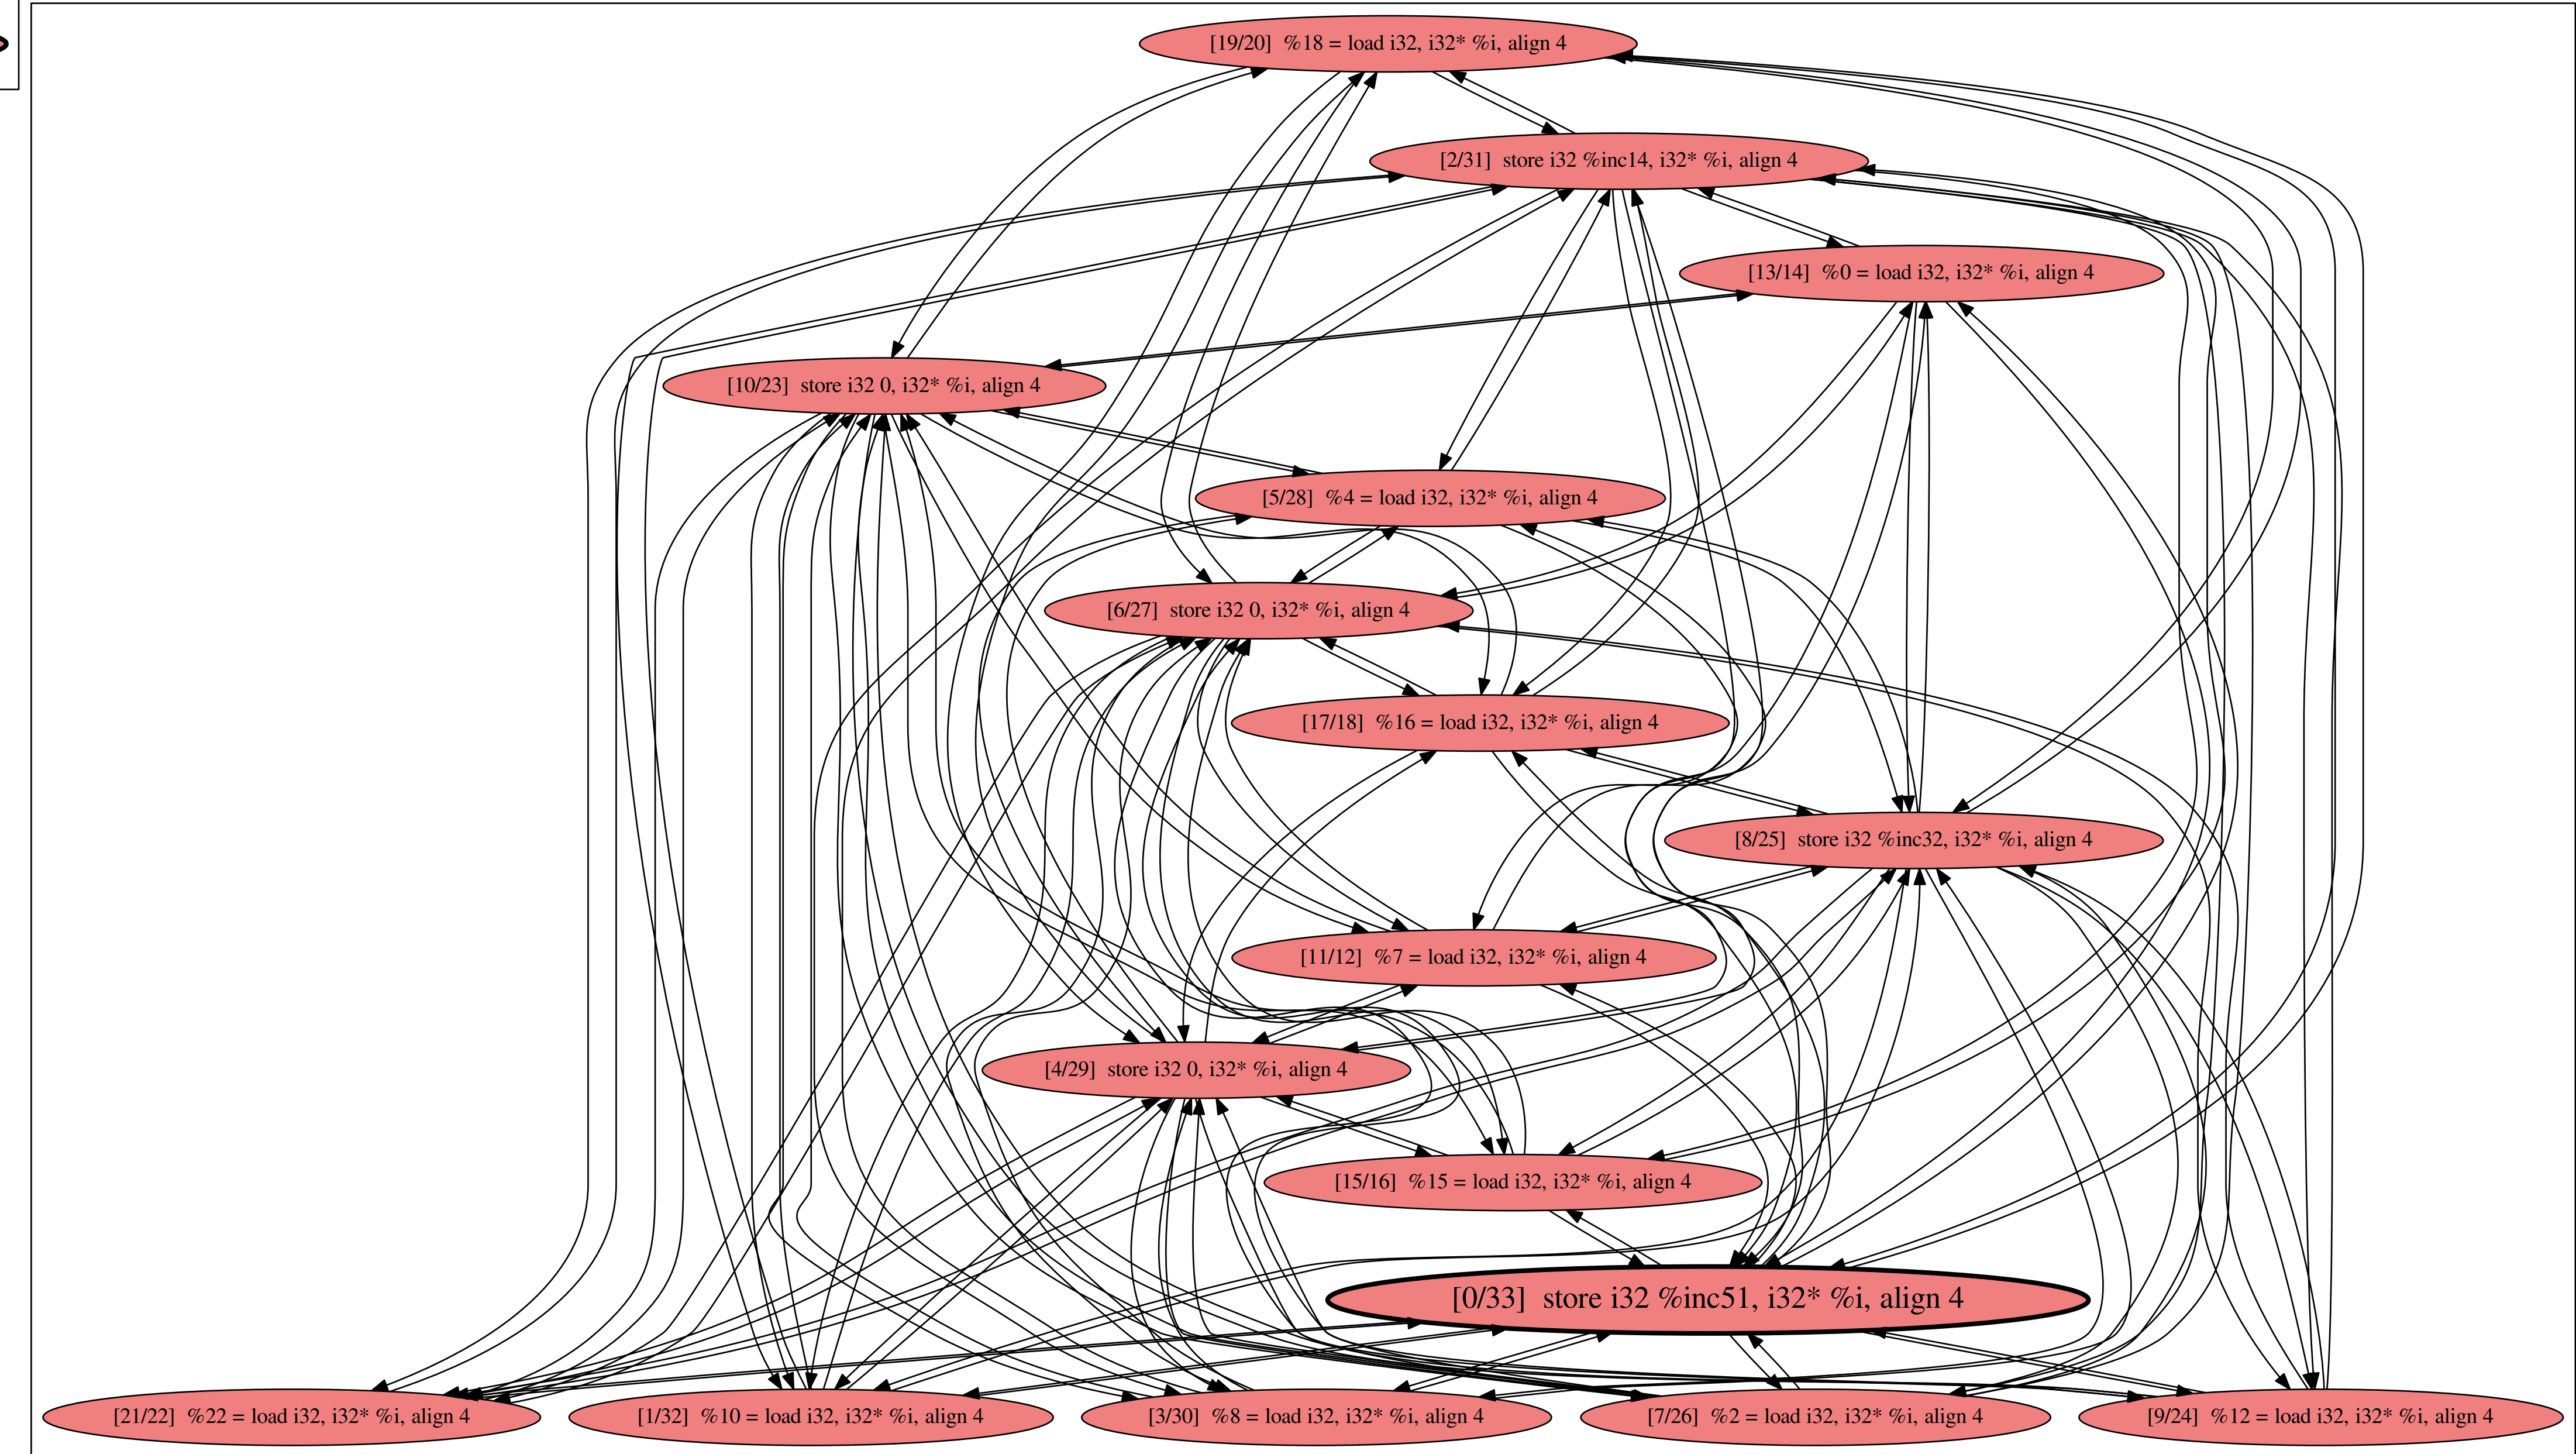 [19/20]  %18 = load i32, i32* %i, align 4
[2/31]  store i32 %inc14, i32* %i, align 4
[13/14]  %0 = load i32, i32* %i, align 4
[10/23]  store i32 0, i32* %i, align 4
[5/28]  %4 = load i32, i32* %i, align 4
[6/27]  store i32 0, i32* %i, align 4
[17/18]  %16 = load i32, i32* %i, align 4
[8/25]  store i32 %inc32, i32* %i, align 4
[11/12]  %7 = load i32, i32* %i, align 4
[4/29]  store i32 0, i32* %i, align 4
[15/16]  %15 = load i32, i32* %i, align 4
[0/33]  store i32 %inc51, i32* %i, align 4
[21/22]  %22 = load i32, i32* %i, align 4
[1/32]  %10 = load i32, i32* %i, align 4
[3/30]  %8 = load i32, i32* %i, align 4
[7/26]  %2 = load i32, i32* %i, align 4
[9/24]  %12 = load i32, i32* %i, align 4